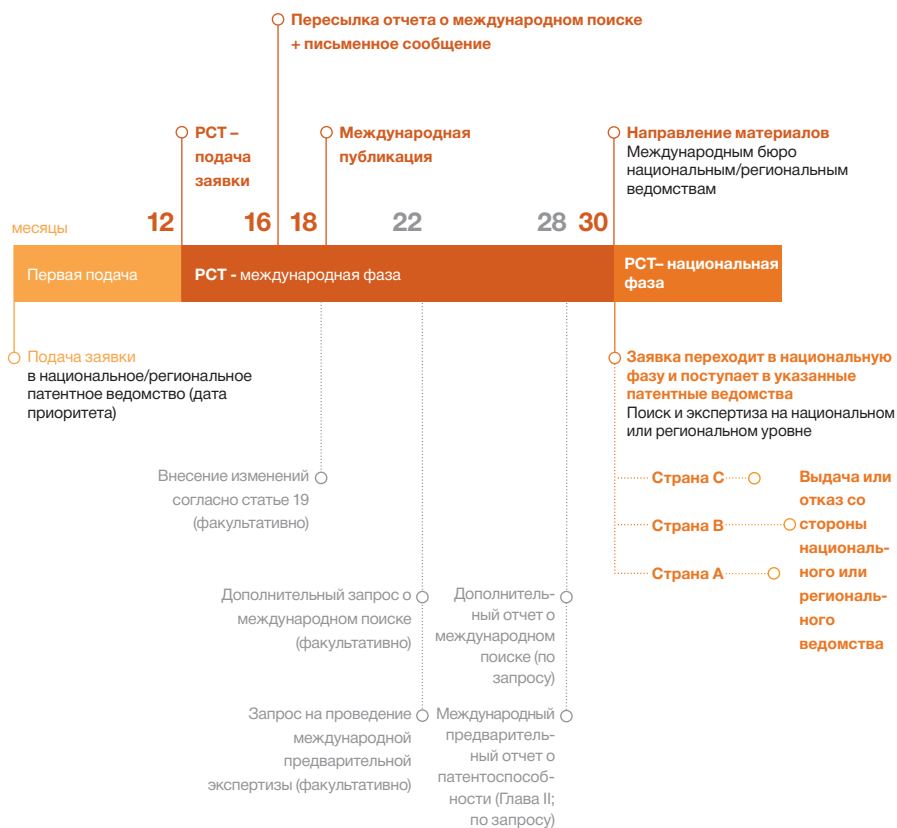 Пересылка отчета о международном поиске
+ письменное сообщение
РСТ –
подача
заявки
Международная
публикация
Направление материалов
Международным бюро
национальным/региональным
ведомствам
месяцы
12
16
18
22
28
30
Первая подача
РСТ - международная фаза
РСТ– национальная
фаза
Подача заявки
в национальное/региональное
патентное ведомство (дата
приоритета)
Заявка переходит в национальную
фазу и поступает в указанные
патентные ведомства
Поиск и экспертиза на национальном
или региональном уровне
Внесение изменений
согласно статье 19
(факультативно)
Страна С
Страна В
Страна А
Выдача или
отказ со
стороны
националь-
ного или
региональ-
ного
ведомства
Дополнительный запрос о
международном поиске
(факультативно)
Дополнитель-
ный отчет о
международном
поиске (по
запросу)
Запрос на проведение
международной
предварительной
экспертизы (факультативно)
Международный
предваритель-
ный отчет о
патентоспособ-
ности (Глава II;
по запросу)